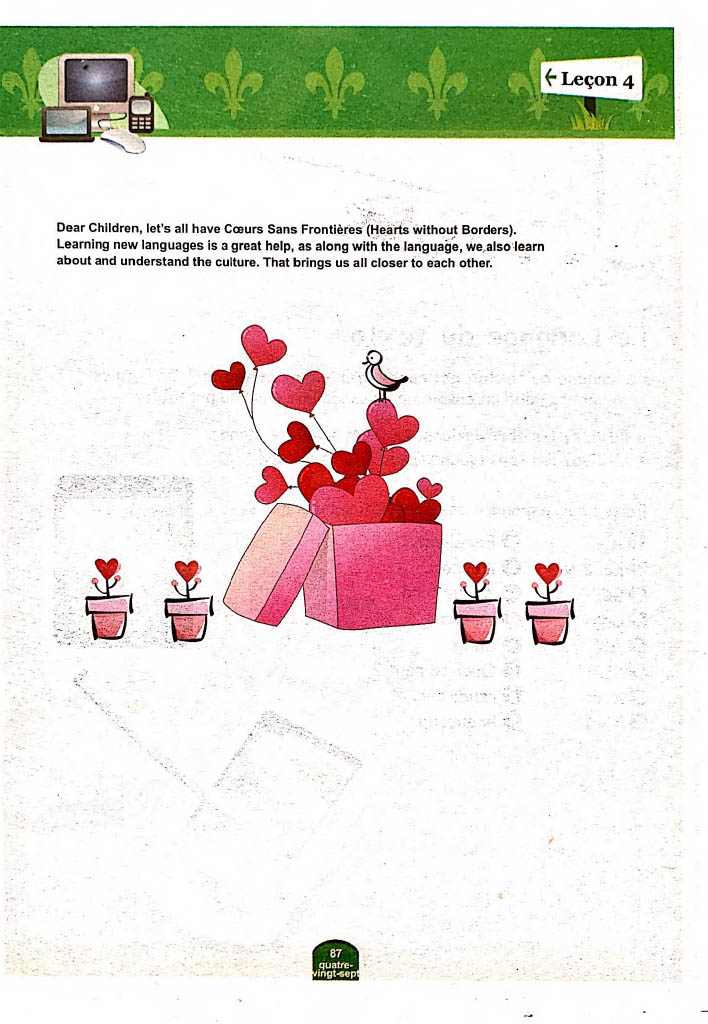 Leçon 4
Dear Children, let's all have Cœurs Sans Frontières (Hearts without Borders).
Learning new languages is a great help, as along with the language, we also learn
about and understand the culture. That brings us all closer to each other.
87
quatre-
vingt-sept